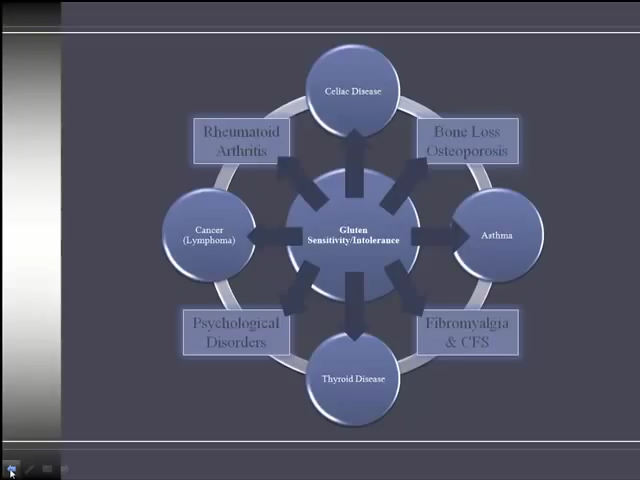 Celiac Disease
Rheumatoid
Arthritis
Bone Loss
Osteoporosis
Cancer
(Lymphoma)
Gluten
Sensitivity/Intolerance
Asthma
Psychological
Disorders
Fibromyalgia
& CFS
Thyroid Disease